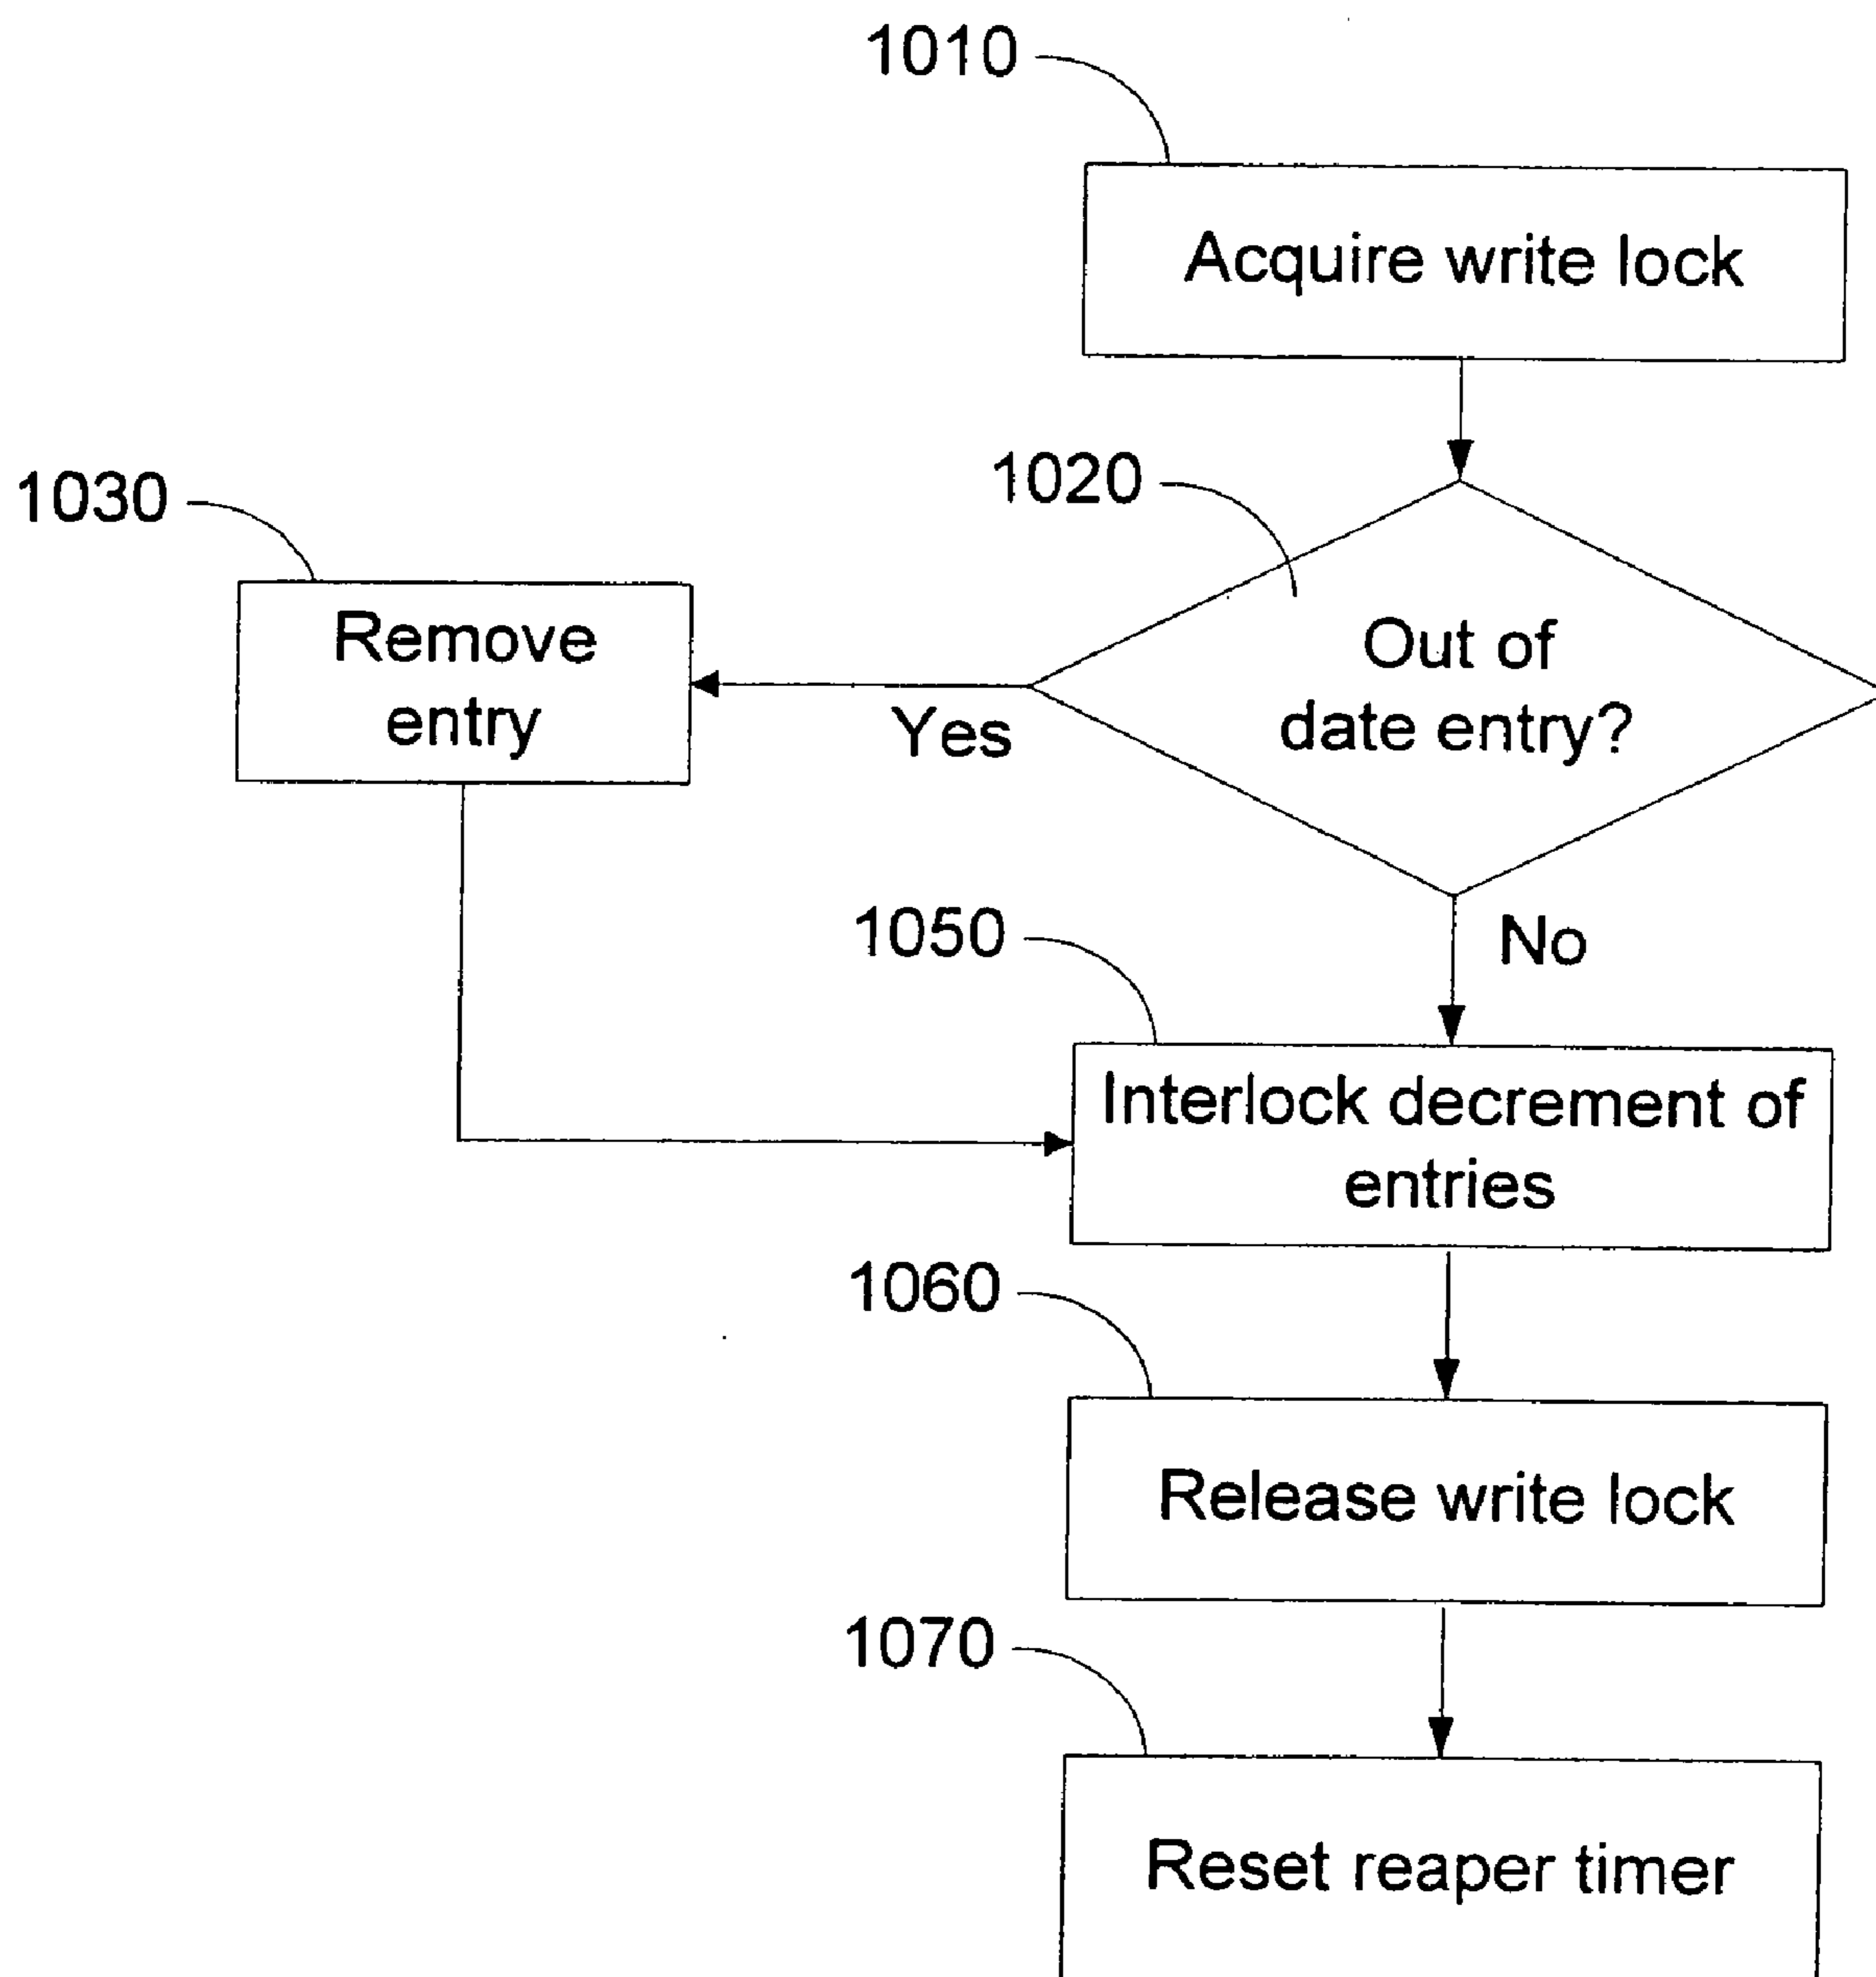 1010
Acquire write lock
1020
1030
Out of
date entry?
Remove
entry
Yes
No
1050
Interlock decrement of
entries
1060
Release write lock
1070
Reset reaper timer